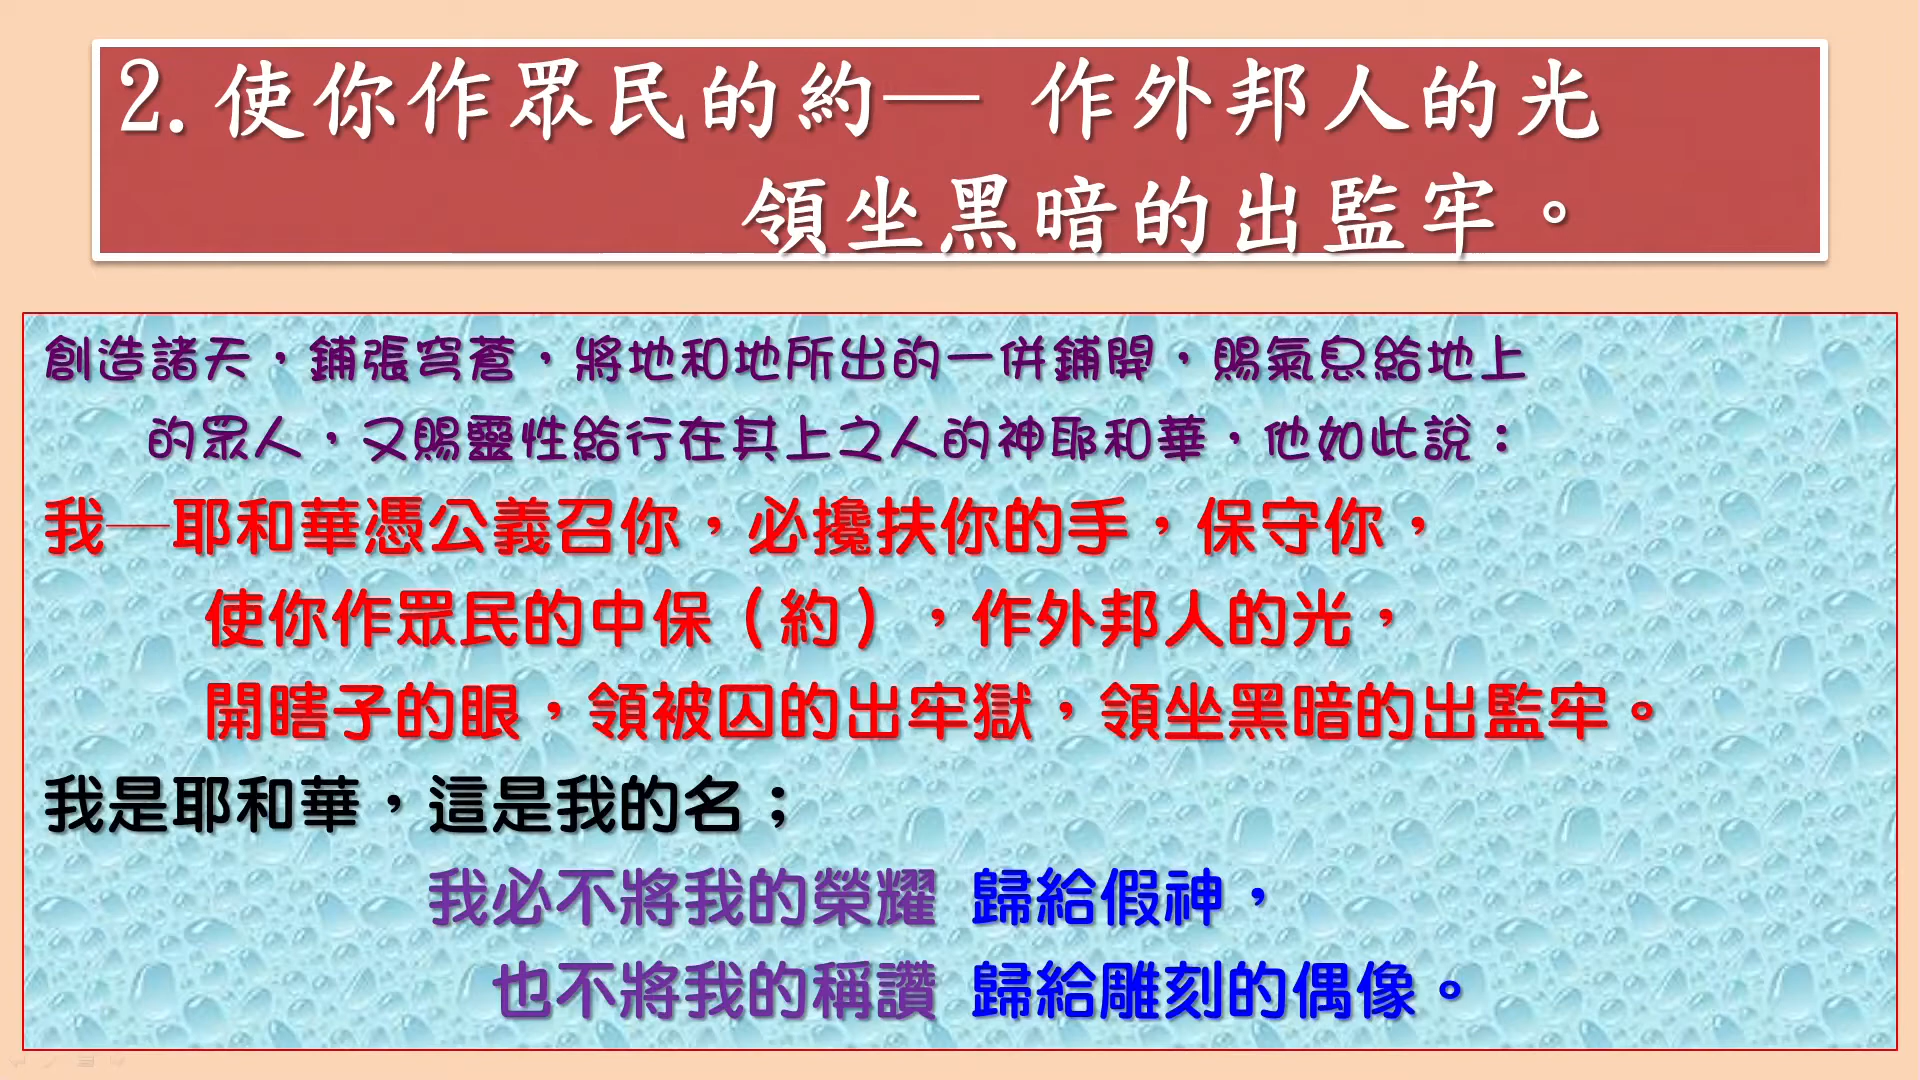 2.使你作眾民的約— 作外邦人的光
領坐黑暗的出監牢。
創造諸天，鋪張穹蒼，將地和地所出的一併鋪開，賜氣息給地上
的眾人，又賜靈性給行在其上之人的神耶和華，他如此說：
我─耶和華憑公義召你，必攙扶你的手，保守你，
使你作眾民的中保（約），作外邦人的光，
開瞎子的眼，領被囚的出牢獄，領坐黑暗的出監牢。
我是耶和華，這是我的名；
我必不將我的榮耀 歸給假神，
也不將我的稱讚 歸給雕刻的偶像。